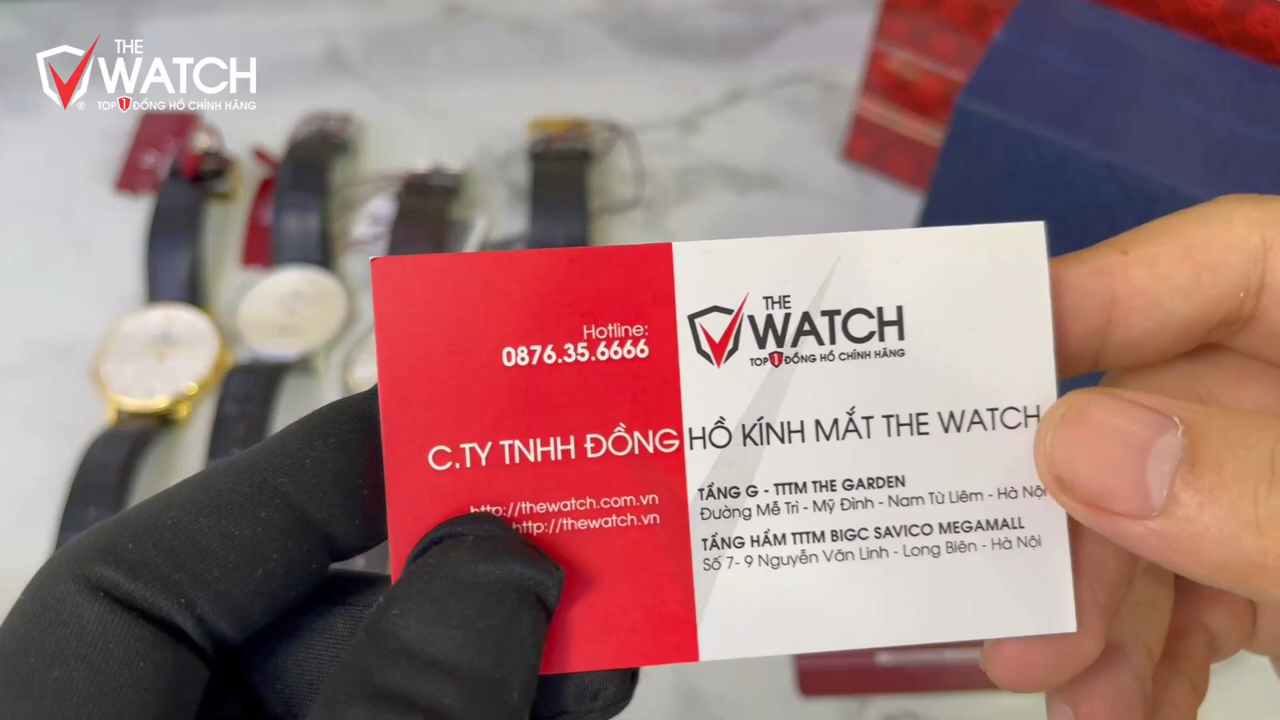 THE
WATCH
®
TOP 1 ĐỒNG HỒ CHÍNH HÃNG
Hotline:
0876.35.6666
THE
WATCH
TOP 1 ĐỒNG HỒ CHÍNH HÃNG
C.TY TNHH ĐỒNG HỒ KÍNH MẮT THE WATCH
http://thewatch.com.vn
http://thewatch.vn
TẦNG G - TTTM THE GARDEN
Đường Mễ Trì - Mỹ Đình - Nam Từ Liêm - Hà Nội
TẦNG HẦM TTTM BIGC SAVICO MEGAMALL
Số 7- 9 Nguyễn Văn Linh - Long Biên - Hà Nội